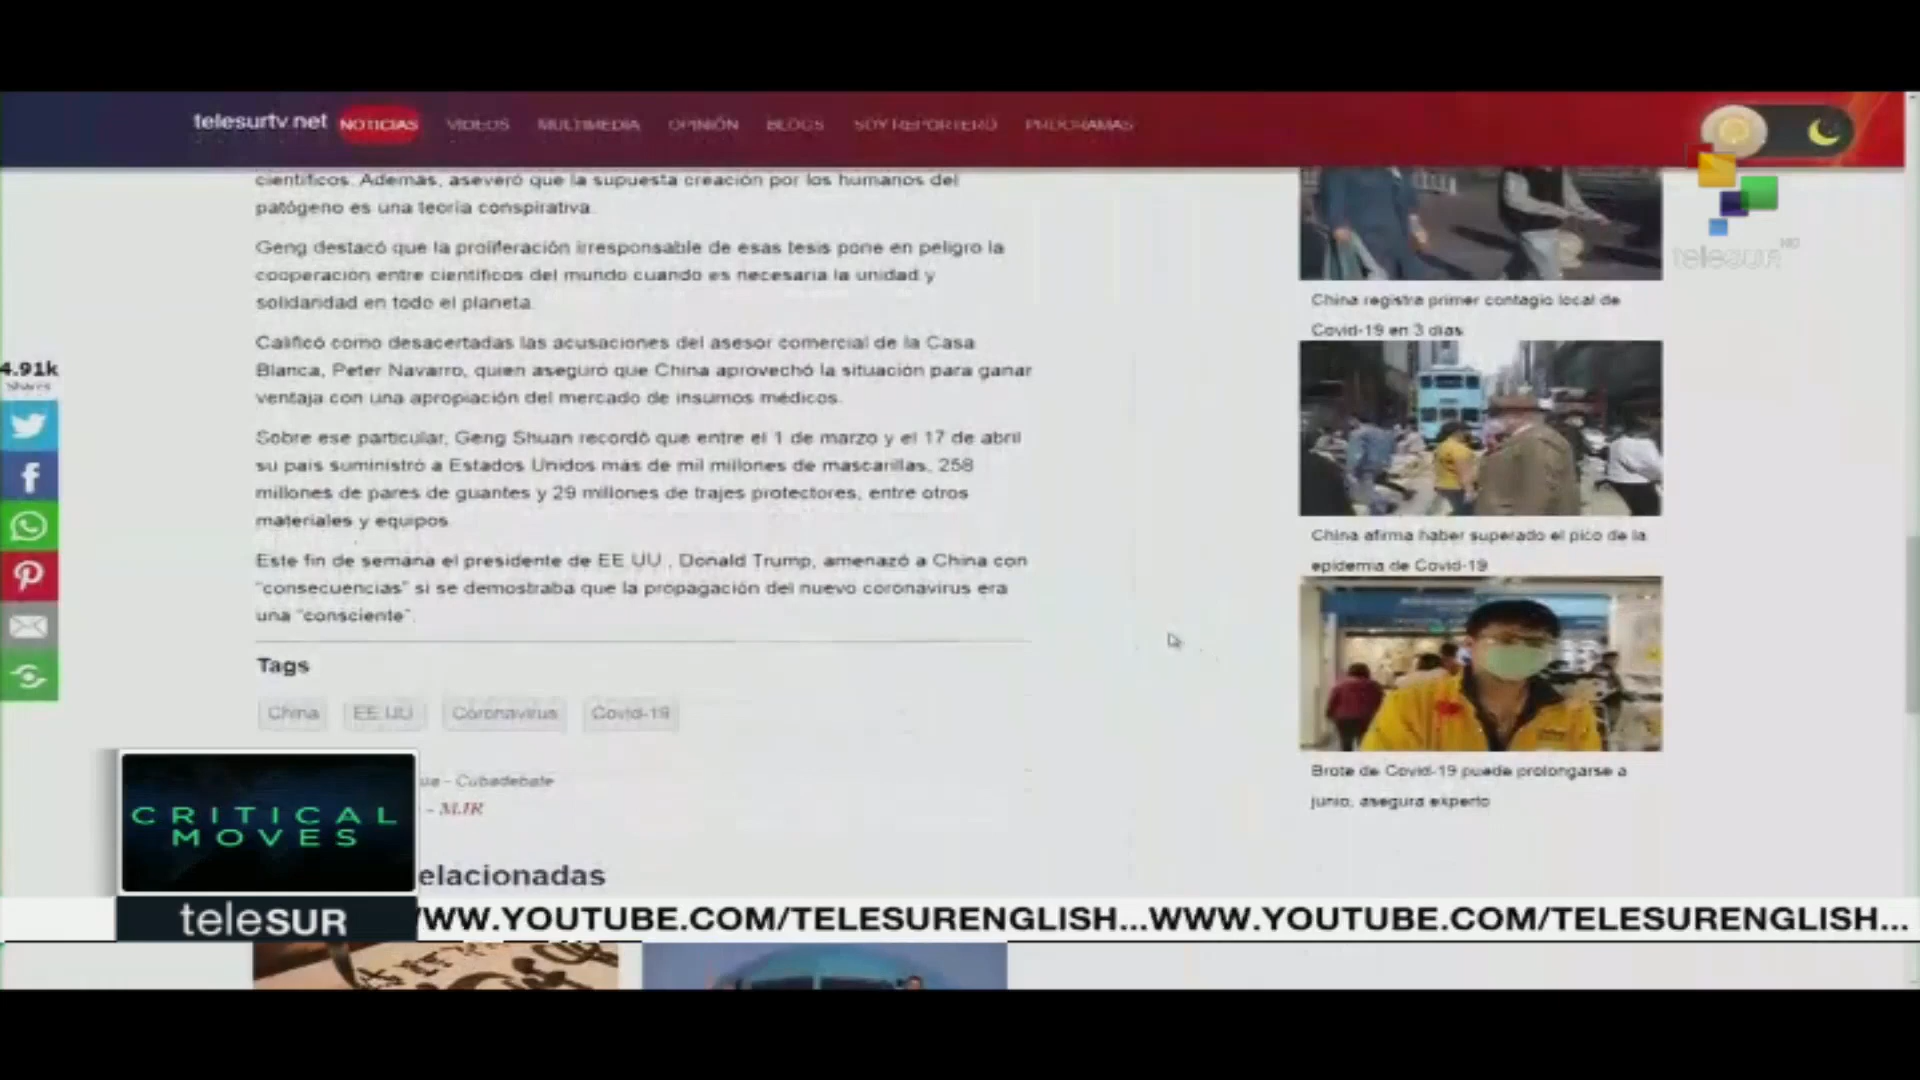 telesurtv.net NOTICIAS VIDEOS MULTIMEDIA OPINIÓN BLOGS SOY REPORTERO PROGRAMAS
científicos. Además, aseveró que la supuesta creación por los humanos del
patógeno es una teoría conspirativa.
Geng destacó que la proliferación irresponsable de esas tesis pone en peligro la
cooperación entre científicos del mundo cuando es necesaria la unidad y
solidaridad en todo el planeta.
Calificó como desacertadas las acusaciones del asesor comercial de la Casa
Blanca, Peter Navarro, quien aseguró que China aprovechó la situación para ganar
ventaja con una apropiación del mercado de insumos médicos.
Sobre ese particular, Geng Shuan recordó que entre el 1 de marzo y el 17 de abril
su país suministró a Estados Unidos más de mil millones de mascarillas, 258
millones de pares de guantes y 29 millones de trajes protectores, entre otros
materiales y equipos.
Este fin de semana el presidente de EE.UU., Donald Trump, amenazó a China con
"consecuencias" si se demostraba que la propagación del nuevo coronavirus era
una "consciente".
Tags
China EE.UU. Coronavirus Covid-19
ua - Cubadebate
- MJR
elacionadas
4.91k
Shares
teleSUR HD
China registra primer contagio local de
Covid-19 en 3 días
China afirma haber superado el pico de la
epidemia de Covid-19
Brote de Covid-19 puede prolongarse a
junio, asegura experto
CRITICAL
MOVES
teleSUR
WW.YOUTUBE.COM/TELESURENGLISH...WWW.YOUTUBE.COM/TELESURENGLISH...